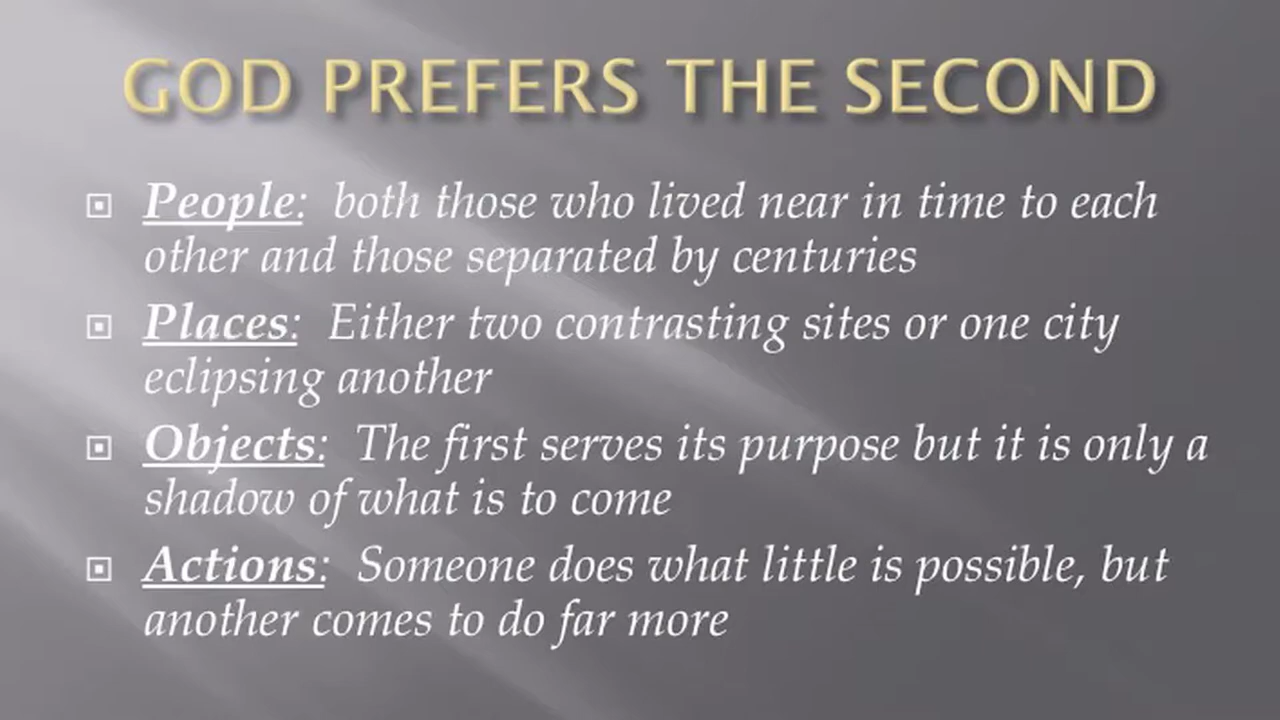 GOD PREFERS THE SECOND
People: both those who lived near in time to each
other and those separated by centuries
Places: Either two contrasting sites or one city
eclipsing another
Objects: The first serves its purpose but it is only a
shadow of what is to come
Actions: Someone does what little is possible, but
another comes to do far more